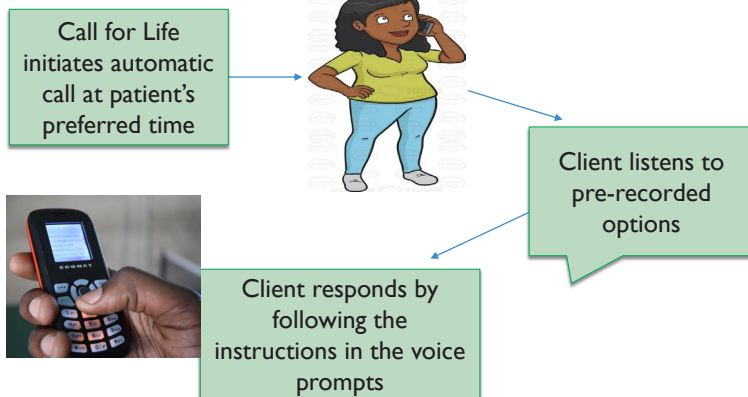 Call for Life
initiates automatic
call at patient's
preferred time
Client listens to
pre-recorded
options
ECONET
Client responds by
following the
instructions in the voice
prompts